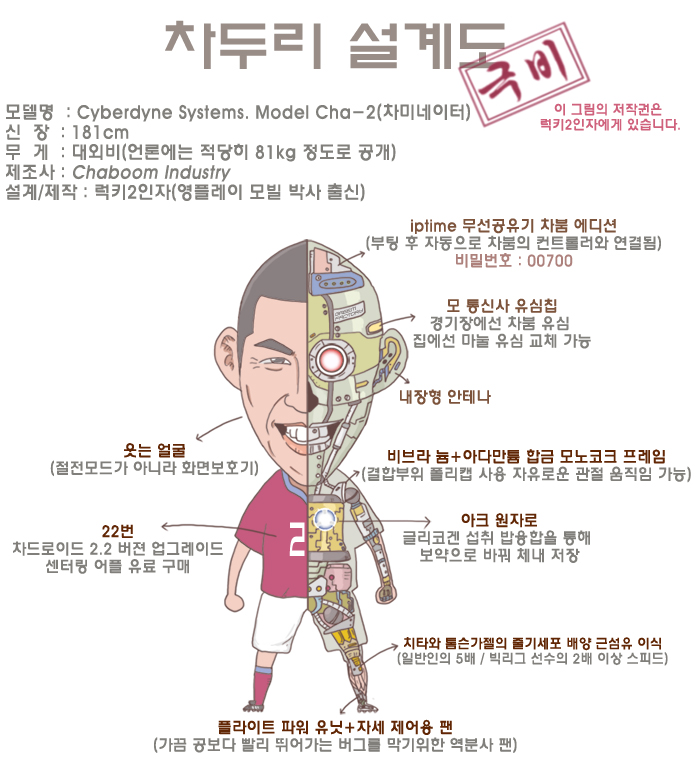 차두리 설계도
극비
모델명 : Cyberdyne Systems. Model Cha-2(차미네이터)
신 장 : 181cm
무 게 : 대외비(언론에는 적당히 81kg 정도로 공개)
제조사 : Chaboom Industry
설계/제작 : 럭키2인자(영플레이 모빌 박사 출신)
이 그림의 저작권은
럭키2인자에게 있습니다.
iptime 무선공유기 차붐 에디션
(부팅 후 자동으로 차붐의 컨트롤러와 연결됨)
비밀번호 : 00700
모 통신사 유심칩
경기장에선 차붐 유심
집에선 마눌 유심 교체 가능
내장형 안테나
웃는 얼굴
(절전모드가 아니라 화면보호기)
비브라 늄+아다만튬 합금 모노코크 프레임
(결합부위 폴리캡 사용 자유로운 관절 움직임 가능)
22번
차드로이드 2.2 버젼 업그레이드
센터링 어플 유료 구매
아크 원자로
글리코겐 섭취 밥융합을 통해
보약으로 바꿔 체내 저장
2
치타와 톰슨가젤의 줄기세포 배양 근섬유 이식
(일반인의 5배 / 빅리그 선수의 2배 이상 스피드)
플라이트 파워 유닛+자세 제어용 팬
(가끔 공보다 빨리 뛰어가는 버그를 막기위한 역분사 팬)